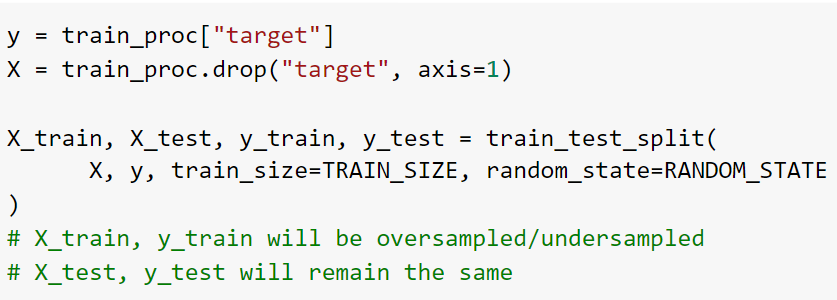 y = train_proc["target"]
X = train_proc.drop("target", axis=1)
X_train, X_test, y_train, y_test = train_test_split(
X, y, train_size=TRAIN_SIZE, random_state=RANDOM_STATE
)
# X_train, y_train will be oversampled/undersampled
# X_test, y_test will remain the same